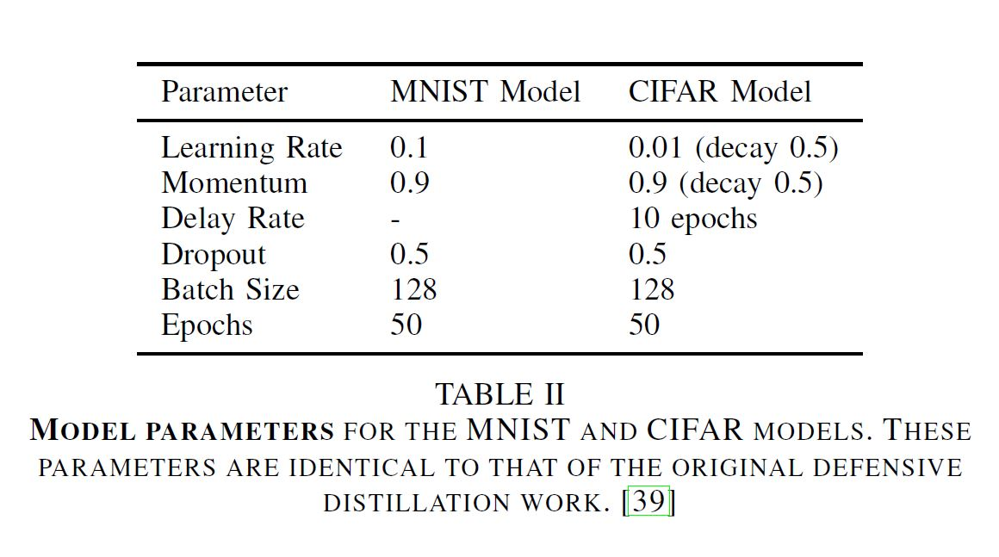 Parameter MNIST Model CIFAR Model
Learning Rate 0.1 0.01 (decay 0.5)
Momentum 0.9 0.9 (decay 0.5)
Delay Rate - 10 epochs
Dropout 0.5 0.5
Batch Size 128 128
Epochs 50 50
TABLE II
MODEL PARAMETERS FOR THE MNIST AND CIFAR MODELS. THESE
PARAMETERS ARE IDENTICAL TO THAT OF THE ORIGINAL DEFENSIVE
DISTILLATION WORK. [39]